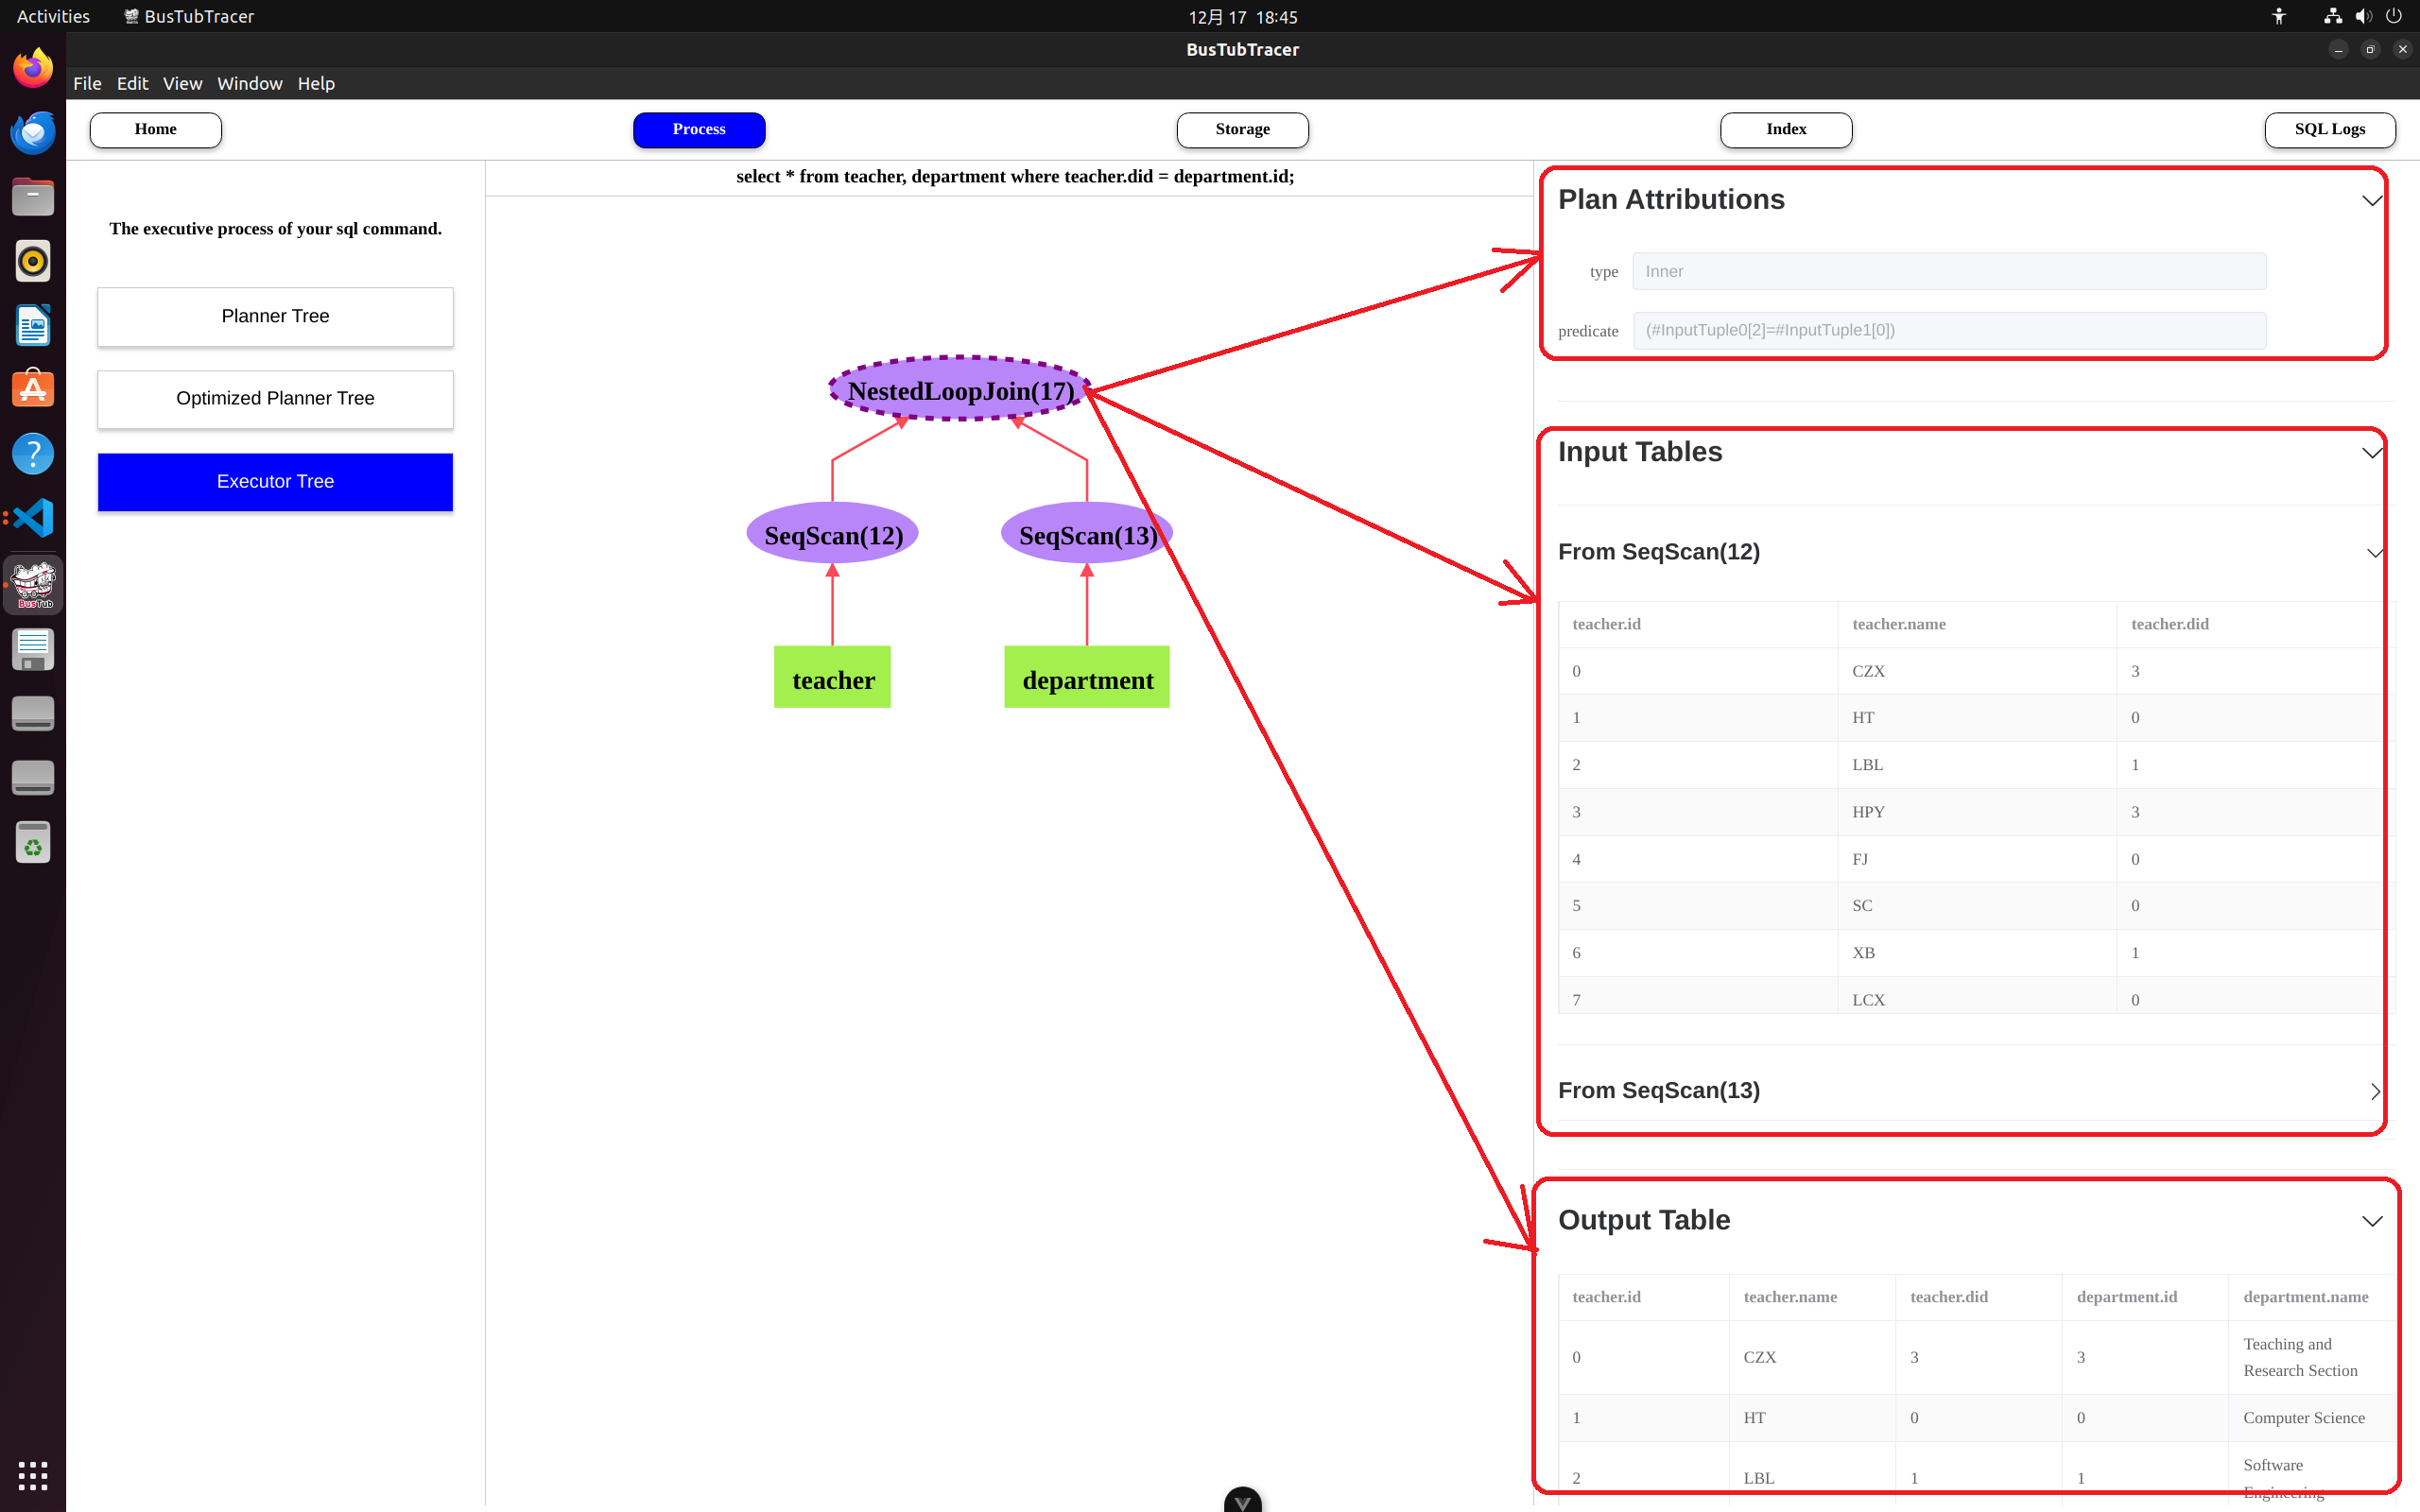 Activities BusTubTracer 12月 17 18:45
BusTubTracer
File Edit View Window Help
Home Process Storage Index SQL Logs
The executive process of your sql command.
Planner Tree
Optimized Planner Tree
Executor Tree
select * from teacher, department where teacher.did = department.id;
NestedLoopJoin(17)
SeqScan(12) SeqScan(13)
teacher department
Plan Attributions
type Inner
predicate (#InputTuple0[2]=#InputTuple1[0])
Input Tables
From SeqScan(12)
teacher.id teacher.name teacher.did
0 CZX 3
1 HT 0
2 LBL 1
3 HPY 3
4 FJ 0
5 SC 0
6 XB 1
7 LCX 0
From SeqScan(13)
Output Table
teacher.id teacher.name teacher.did department.id department.name
0 CZX 3 3 Teaching and
Research Section
1 HT 0 0 Computer Science
2 LBL 1 1 Software
Engineering
BusTub